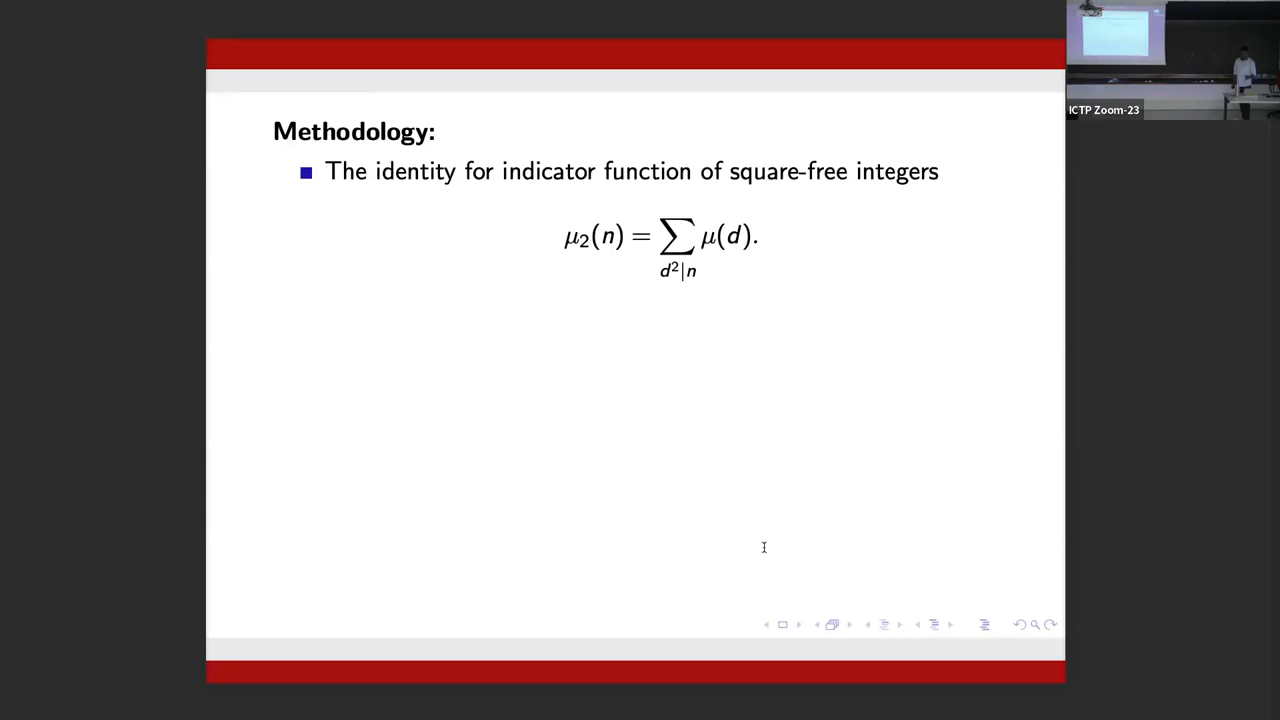 Methodology:
The identity for indicator function of square-free integers
μ₂(n) = ∑ μ(d).
d²|n
ICTP Zoom-23